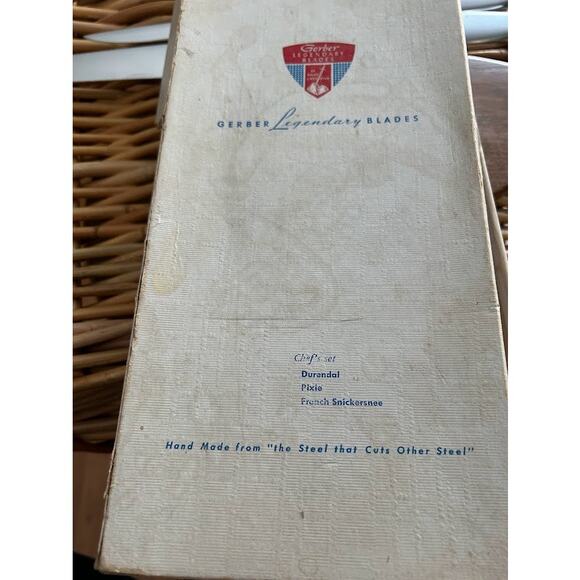 Gerber
LEGENDARY
BLADES
GERBER Legendary BLADES
Chef's set
Durendal
Pixie
French Snickersnee
Hand Made from "the Steel that Cuts Other Steel"